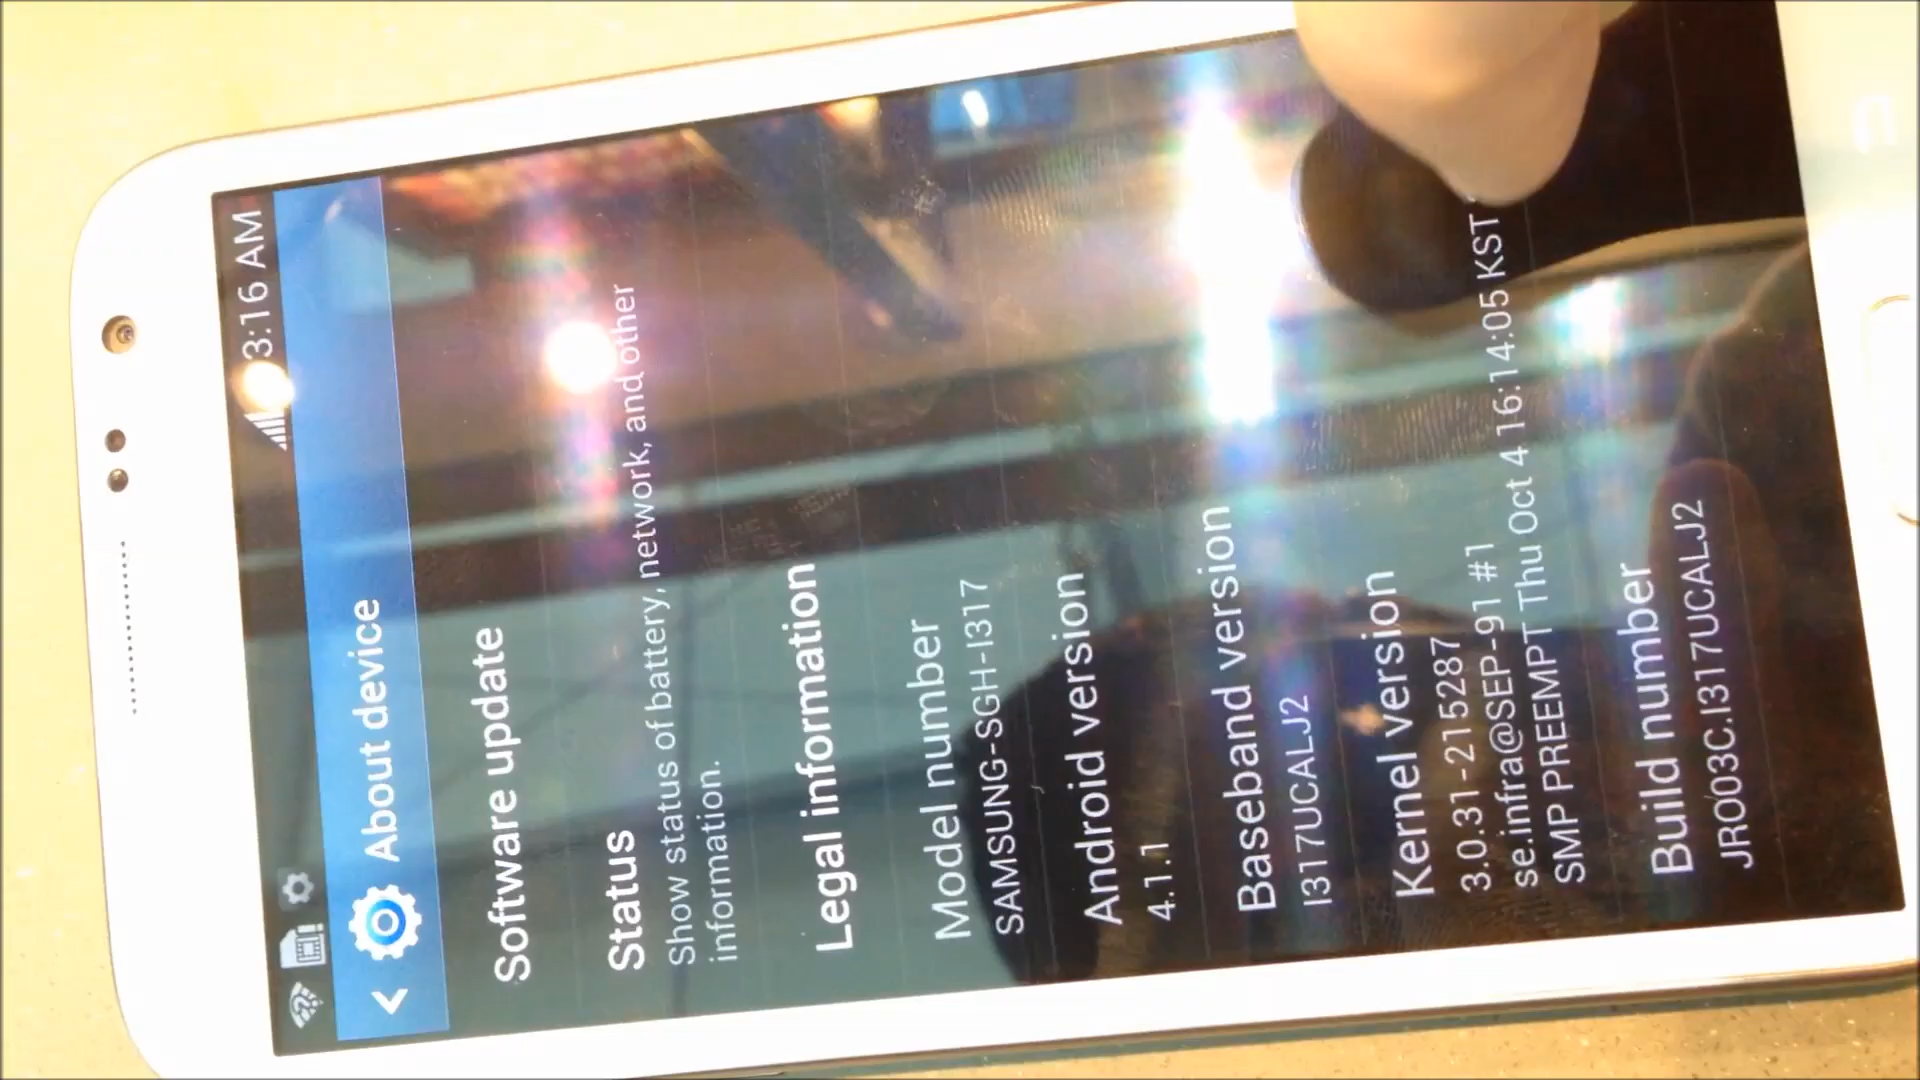 3:16 AM
About device
Software update
Status
Show status of battery, network, and other
information.
Legal information
Model number
SAMSUNG-SGH-I317
Android version
4.1.1
Baseband version
I317UCALJ2
Kernel version
3.0.31-215287
se.infra@SEP-91 #1
SMP PREEMPT Thu Oct 4 16:14:05 KST
Build number
JRO03C.I317UCALJ2